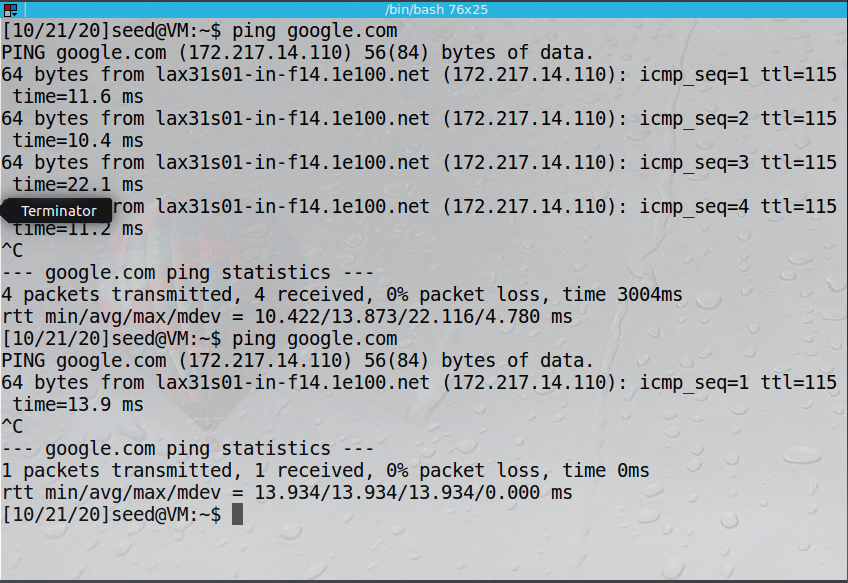 /bin/bash 76x25
[10/21/20]seed@VM:~$ ping google.com
PING google.com (172.217.14.110) 56(84) bytes of data.
64 bytes from lax31s01-in-f14.1e100.net (172.217.14.110): icmp_seq=1 ttl=115
time=11.6 ms
64 bytes from lax31s01-in-f14.1e100.net (172.217.14.110): icmp_seq=2 ttl=115
time=10.4 ms
64 bytes from lax31s01-in-f14.1e100.net (172.217.14.110): icmp_seq=3 ttl=115
time=22.1 ms
Terminator
rom lax31s01-in-f14.1e100.net (172.217.14.110): icmp_seq=4 ttl=115
time=11.2 ms
^C
--- google.com ping statistics ---
4 packets transmitted, 4 received, 0% packet loss, time 3004ms
rtt min/avg/max/mdev = 10.422/13.873/22.116/4.780 ms
[10/21/20]seed@VM:~$ ping google.com
PING google.com (172.217.14.110) 56(84) bytes of data.
64 bytes from lax31s01-in-f14.1e100.net (172.217.14.110): icmp_seq=1 ttl=115
time=13.9 ms
^C
--- google.com ping statistics ---
1 packets transmitted, 1 received, 0% packet loss, time 0ms
rtt min/avg/max/mdev = 13.934/13.934/13.934/0.000 ms
[10/21/20]seed@VM:~$